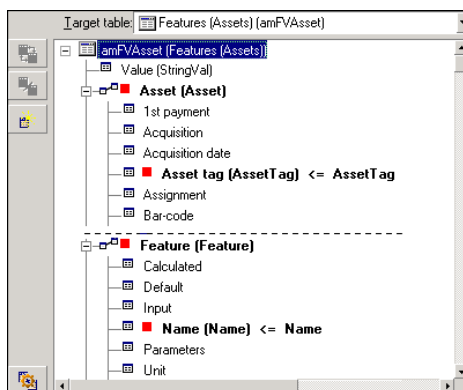 Target table: Features (Assets) (amFVAsset)
amFVAsset (Features (Assets))
Value (StringVal)
Asset (Asset)
1st payment
Acquisition
Acquisition date
Asset tag (AssetTag) <= AssetTag
Assignment
Bar-code
Feature (Feature)
Calculated
Default
Input
Name (Name) <= Name
Parameters
Unit